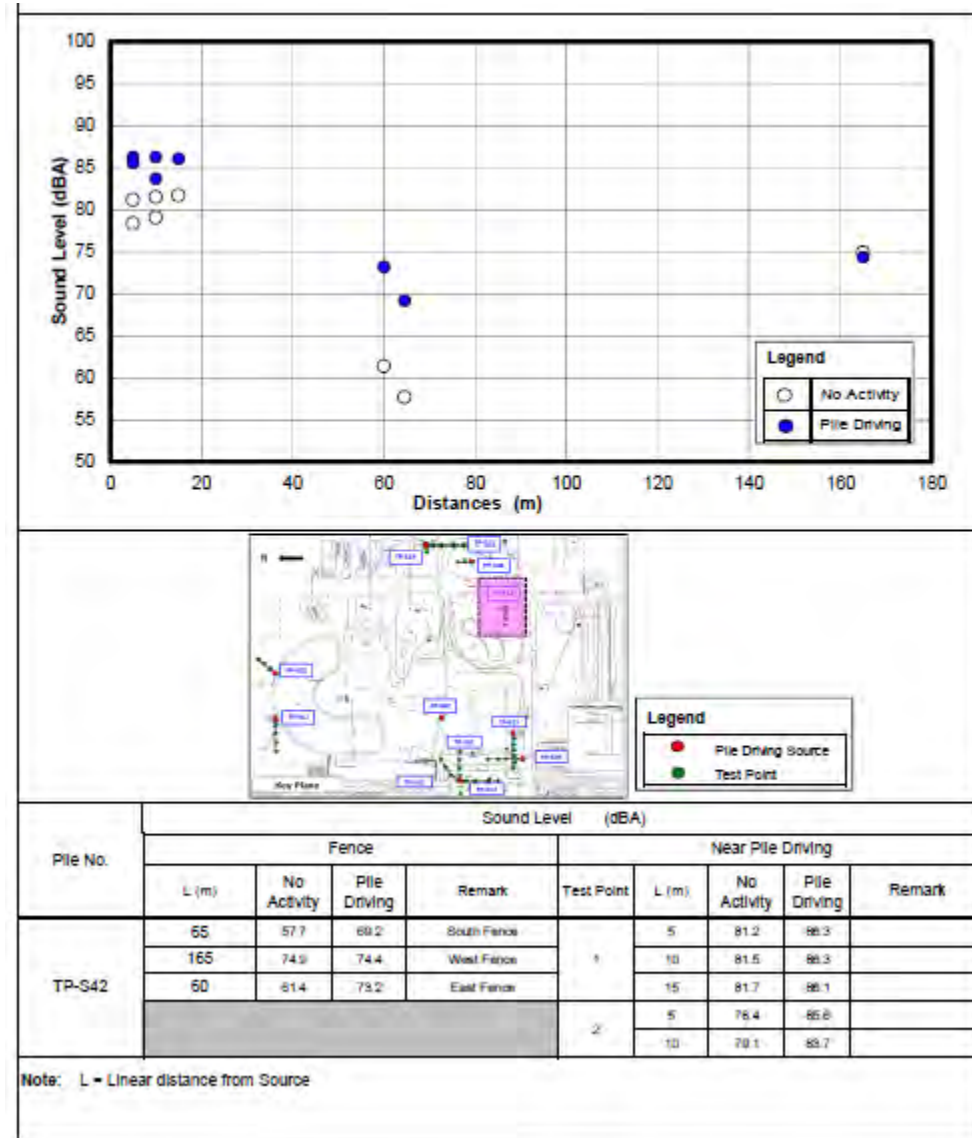 100
95
90
85
80
75
70
65
60
55
50
Sound Level (dBA)
0 20 40 60 80 100 120 140 160 180
Distances (m)
Legend
No Activity
Pile Driving
Key Plane
Legend
Pile Driving Source
Test Point
Pile No.
Sound Level (dBA)
Fence
Near Pile Driving
L (m) No Activity Pile Driving Remark Test Point L (m) No Activity Pile Driving Remark
TP-S42
65 57.7 69.2 South Fence 1 5 81.2 86.3
165 74.9 74.4 West Fence 10 81.5 86.3
60 61.4 73.2 East Fence 15 81.7 86.1
2 5 78.4 85.6
10 79.1 83.7
Note: L = Linear distance from Source